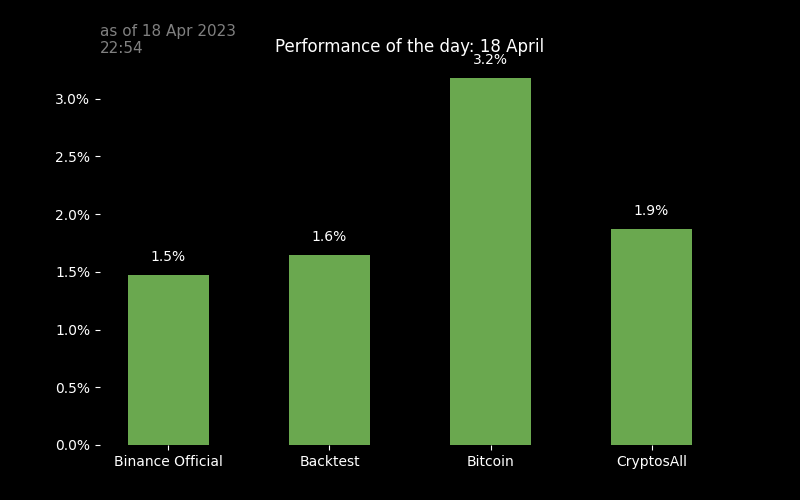 as of 18 Apr 2023
22:54
Performance of the day: 18 April
3.2%
3.0%
2.5%
2.0%
1.9%
1.6%
1.5%
1.5%
1.0%
0.5%
0.0%
Binance Official
Backtest
Bitcoin
CryptosAll